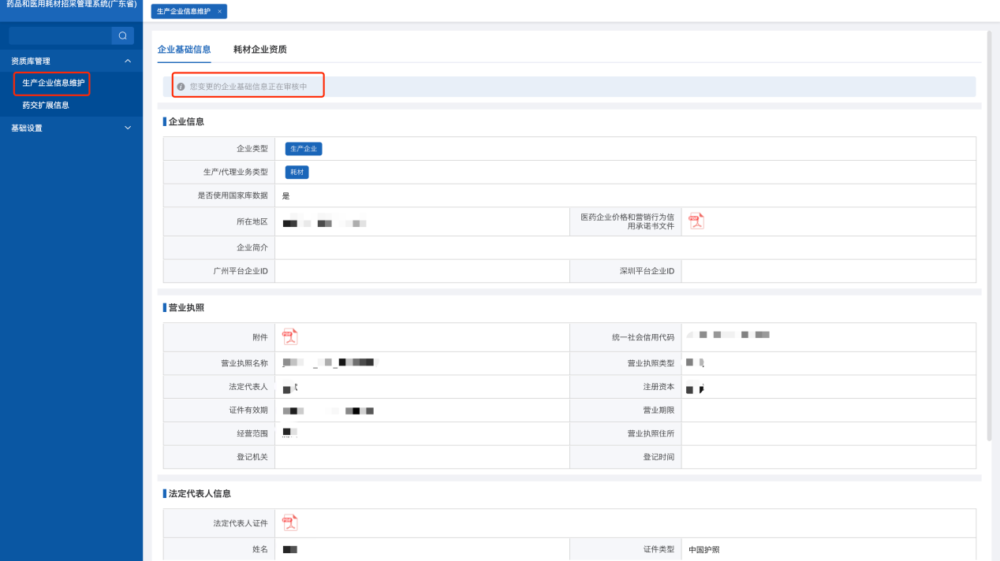 药品和医用耗材招采管理系统(广东省)
生产企业信息维护 ×
资质库管理
生产企业信息维护
药交扩展信息
基础设置
企业基础信息 耗材企业资质
您变更的企业基础信息正在审核中
企业信息
企业类型 生产企业
生产/代理业务类型 耗材
是否使用国家库数据 是
所在地区 医药企业价格和营销行为信
用承诺书文件
企业简介
广州平台企业ID 深圳平台企业ID
营业执照
附件 统一社会信用代码
营业执照名称 营业执照类型
法定代表人 注册资本
证件有效期 营业期限
经营范围 营业执照住所
登记机关 登记时间
法定代表人信息
法定代表人证件
姓名 证件类型 中国护照